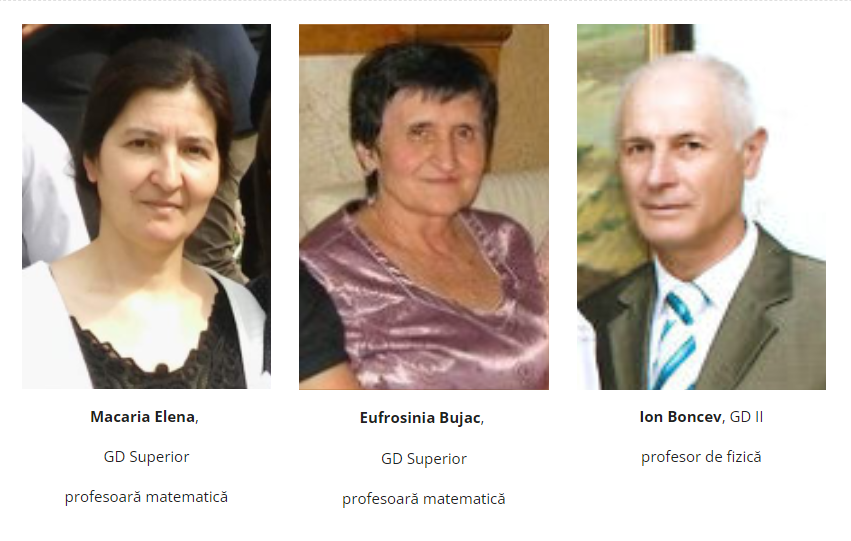 Macaria Elena,
GD Superior
profesoară matematică
Eufrosinia Bujac,
GD Superior
profesoară matematică
Ion Boncev, GD II
profesor de fizică